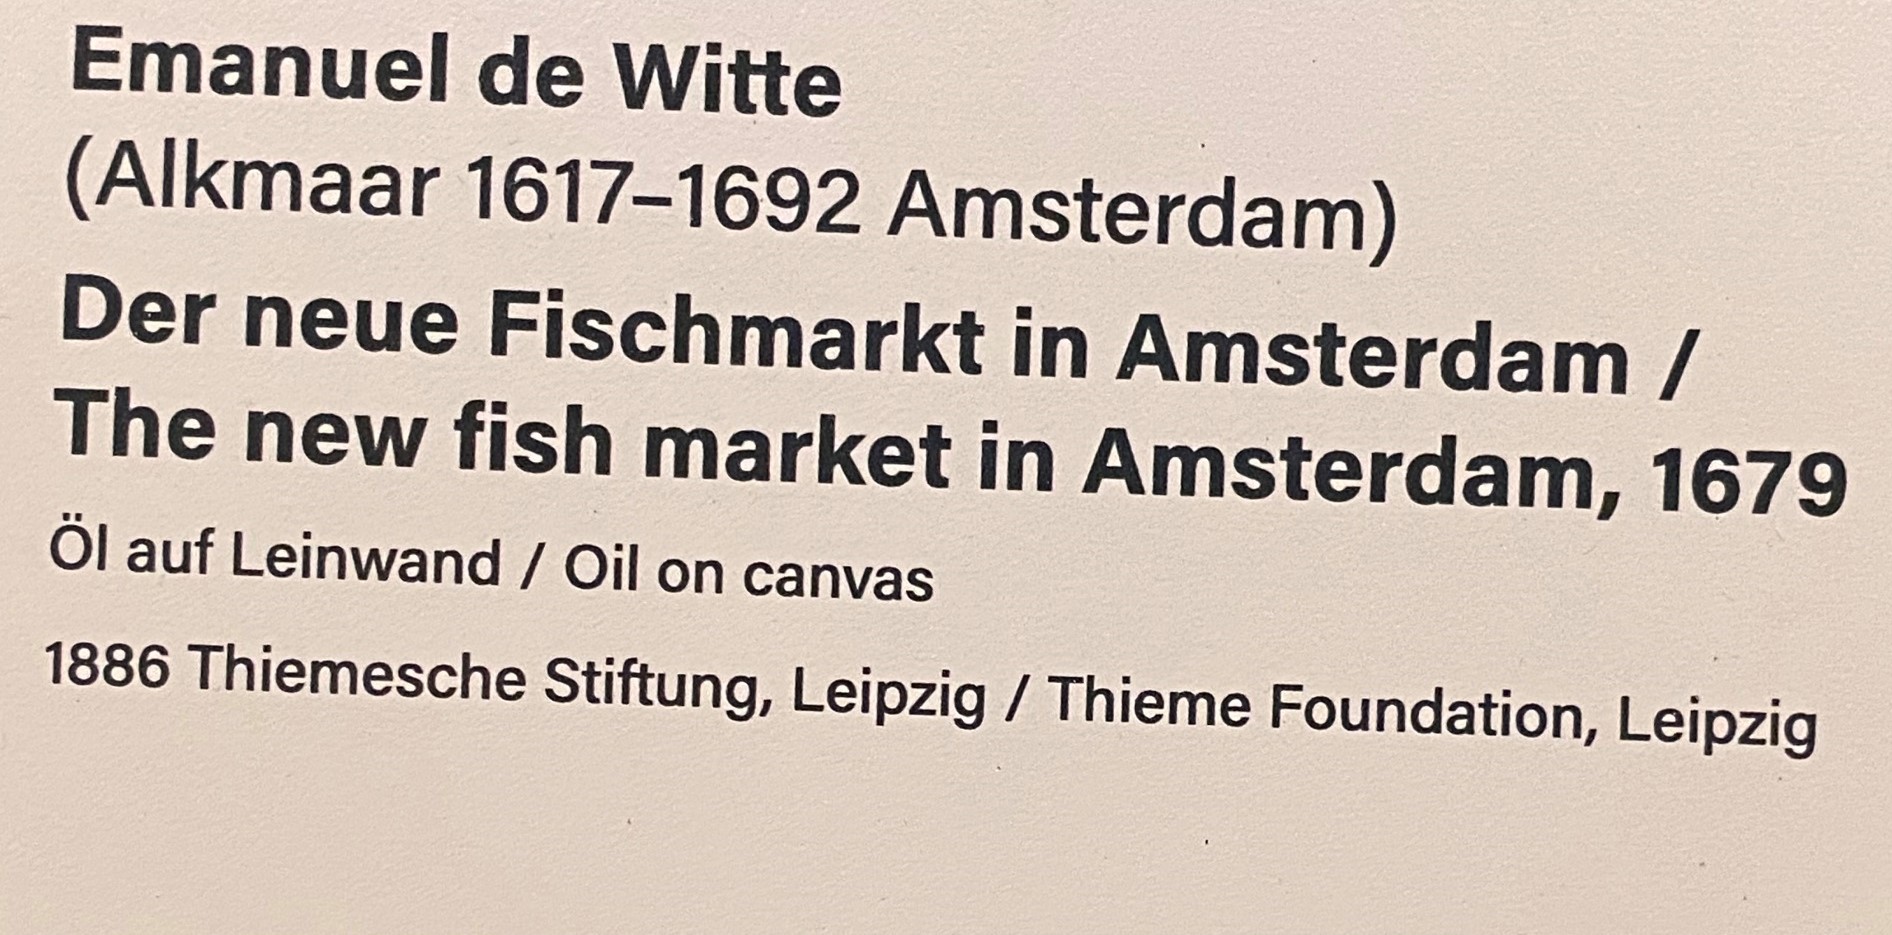 Emanuel de Witte
(Alkmaar 1617–1692 Amsterdam)
Der neue Fischmarkt in Amsterdam /
The new fish market in Amsterdam, 1679
Öl auf Leinwand / Oil on canvas
1886 Thiemesche Stiftung, Leipzig / Thieme Foundation, Leipzig